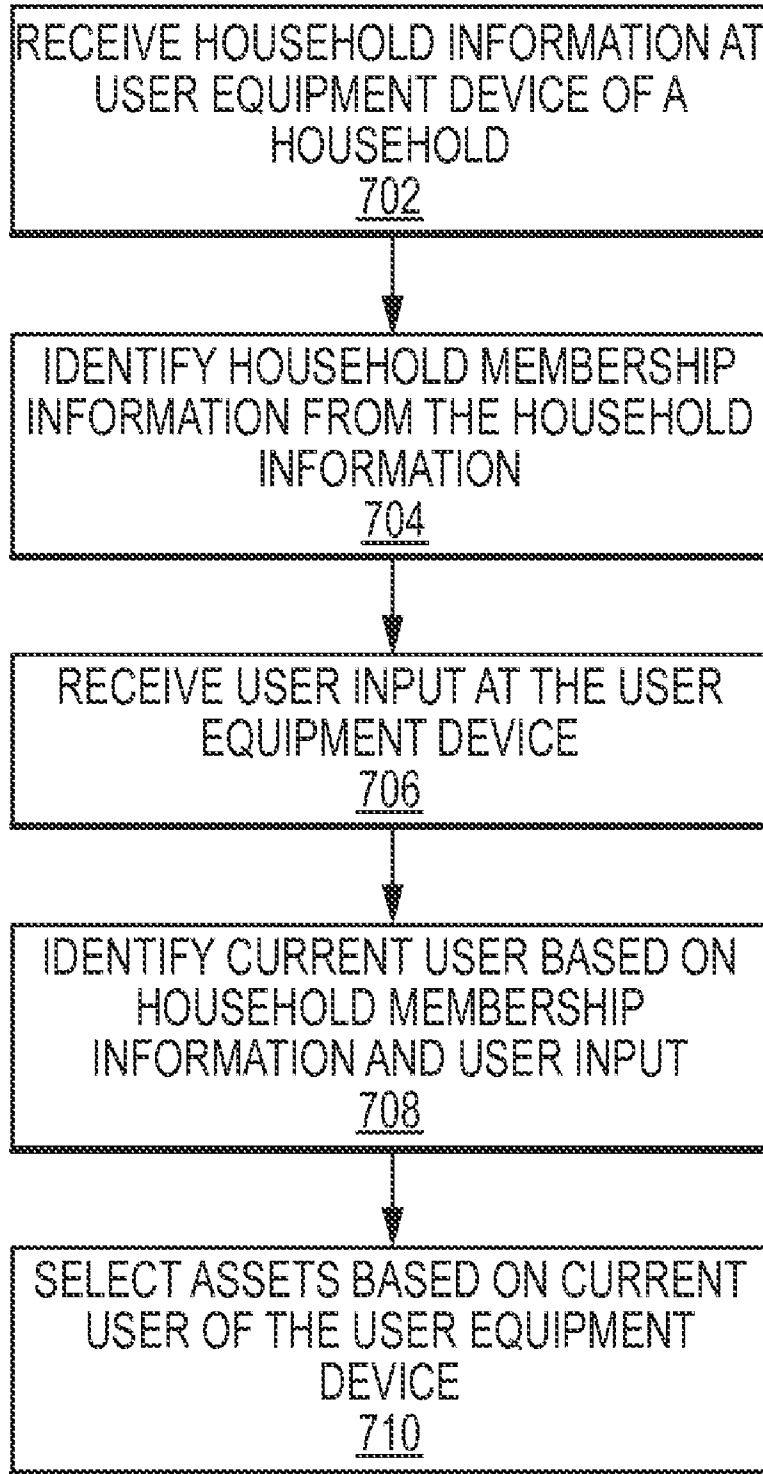 RECEIVE HOUSEHOLD INFORMATION AT
USER EQUIPMENT DEVICE OF A
HOUSEHOLD
702
IDENTIFY HOUSEHOLD MEMBERSHIP
INFORMATION FROM THE HOUSEHOLD
INFORMATION
704
RECEIVE USER INPUT AT THE USER
EQUIPMENT DEVICE
706
IDENTIFY CURRENT USER BASED ON
HOUSEHOLD MEMBERSHIP
INFORMATION AND USER INPUT
708
SELECT ASSETS BASED ON CURRENT
USER OF THE USER EQUIPMENT
DEVICE
710